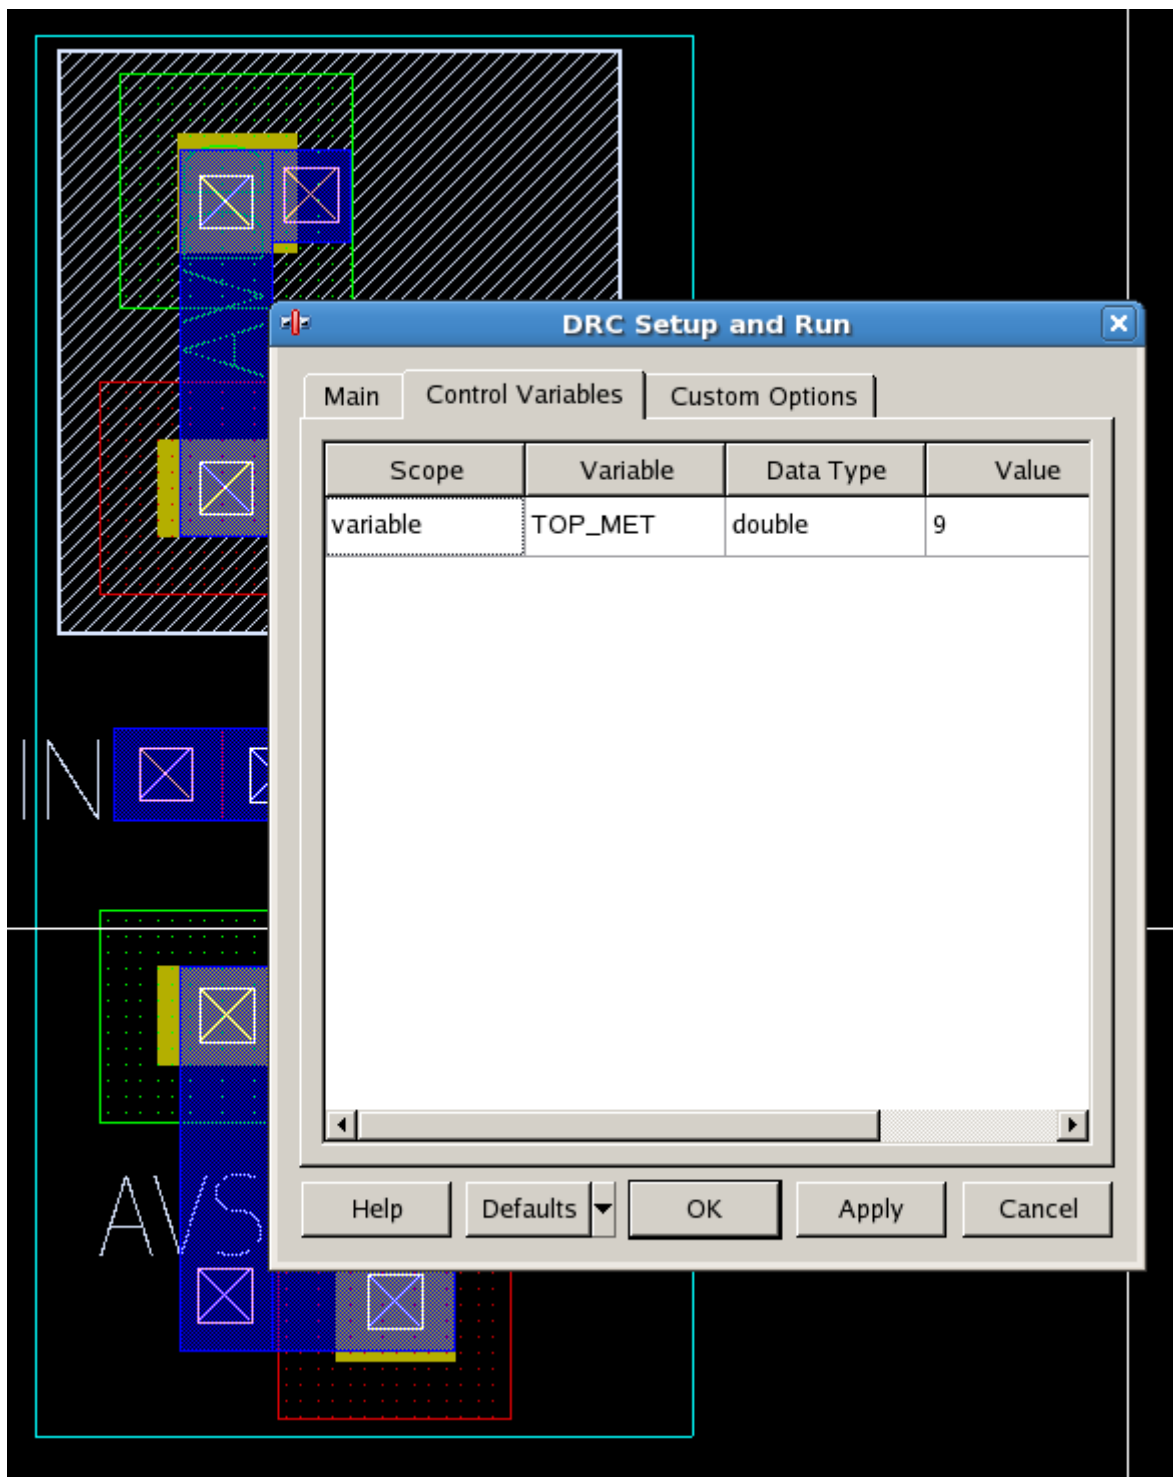 DRC Setup and Run
Main Control Variables Custom Options
Scope Variable Data Type Value
variable TOP_MET double 9
IN
AVS
Help Defaults OK Apply Cancel